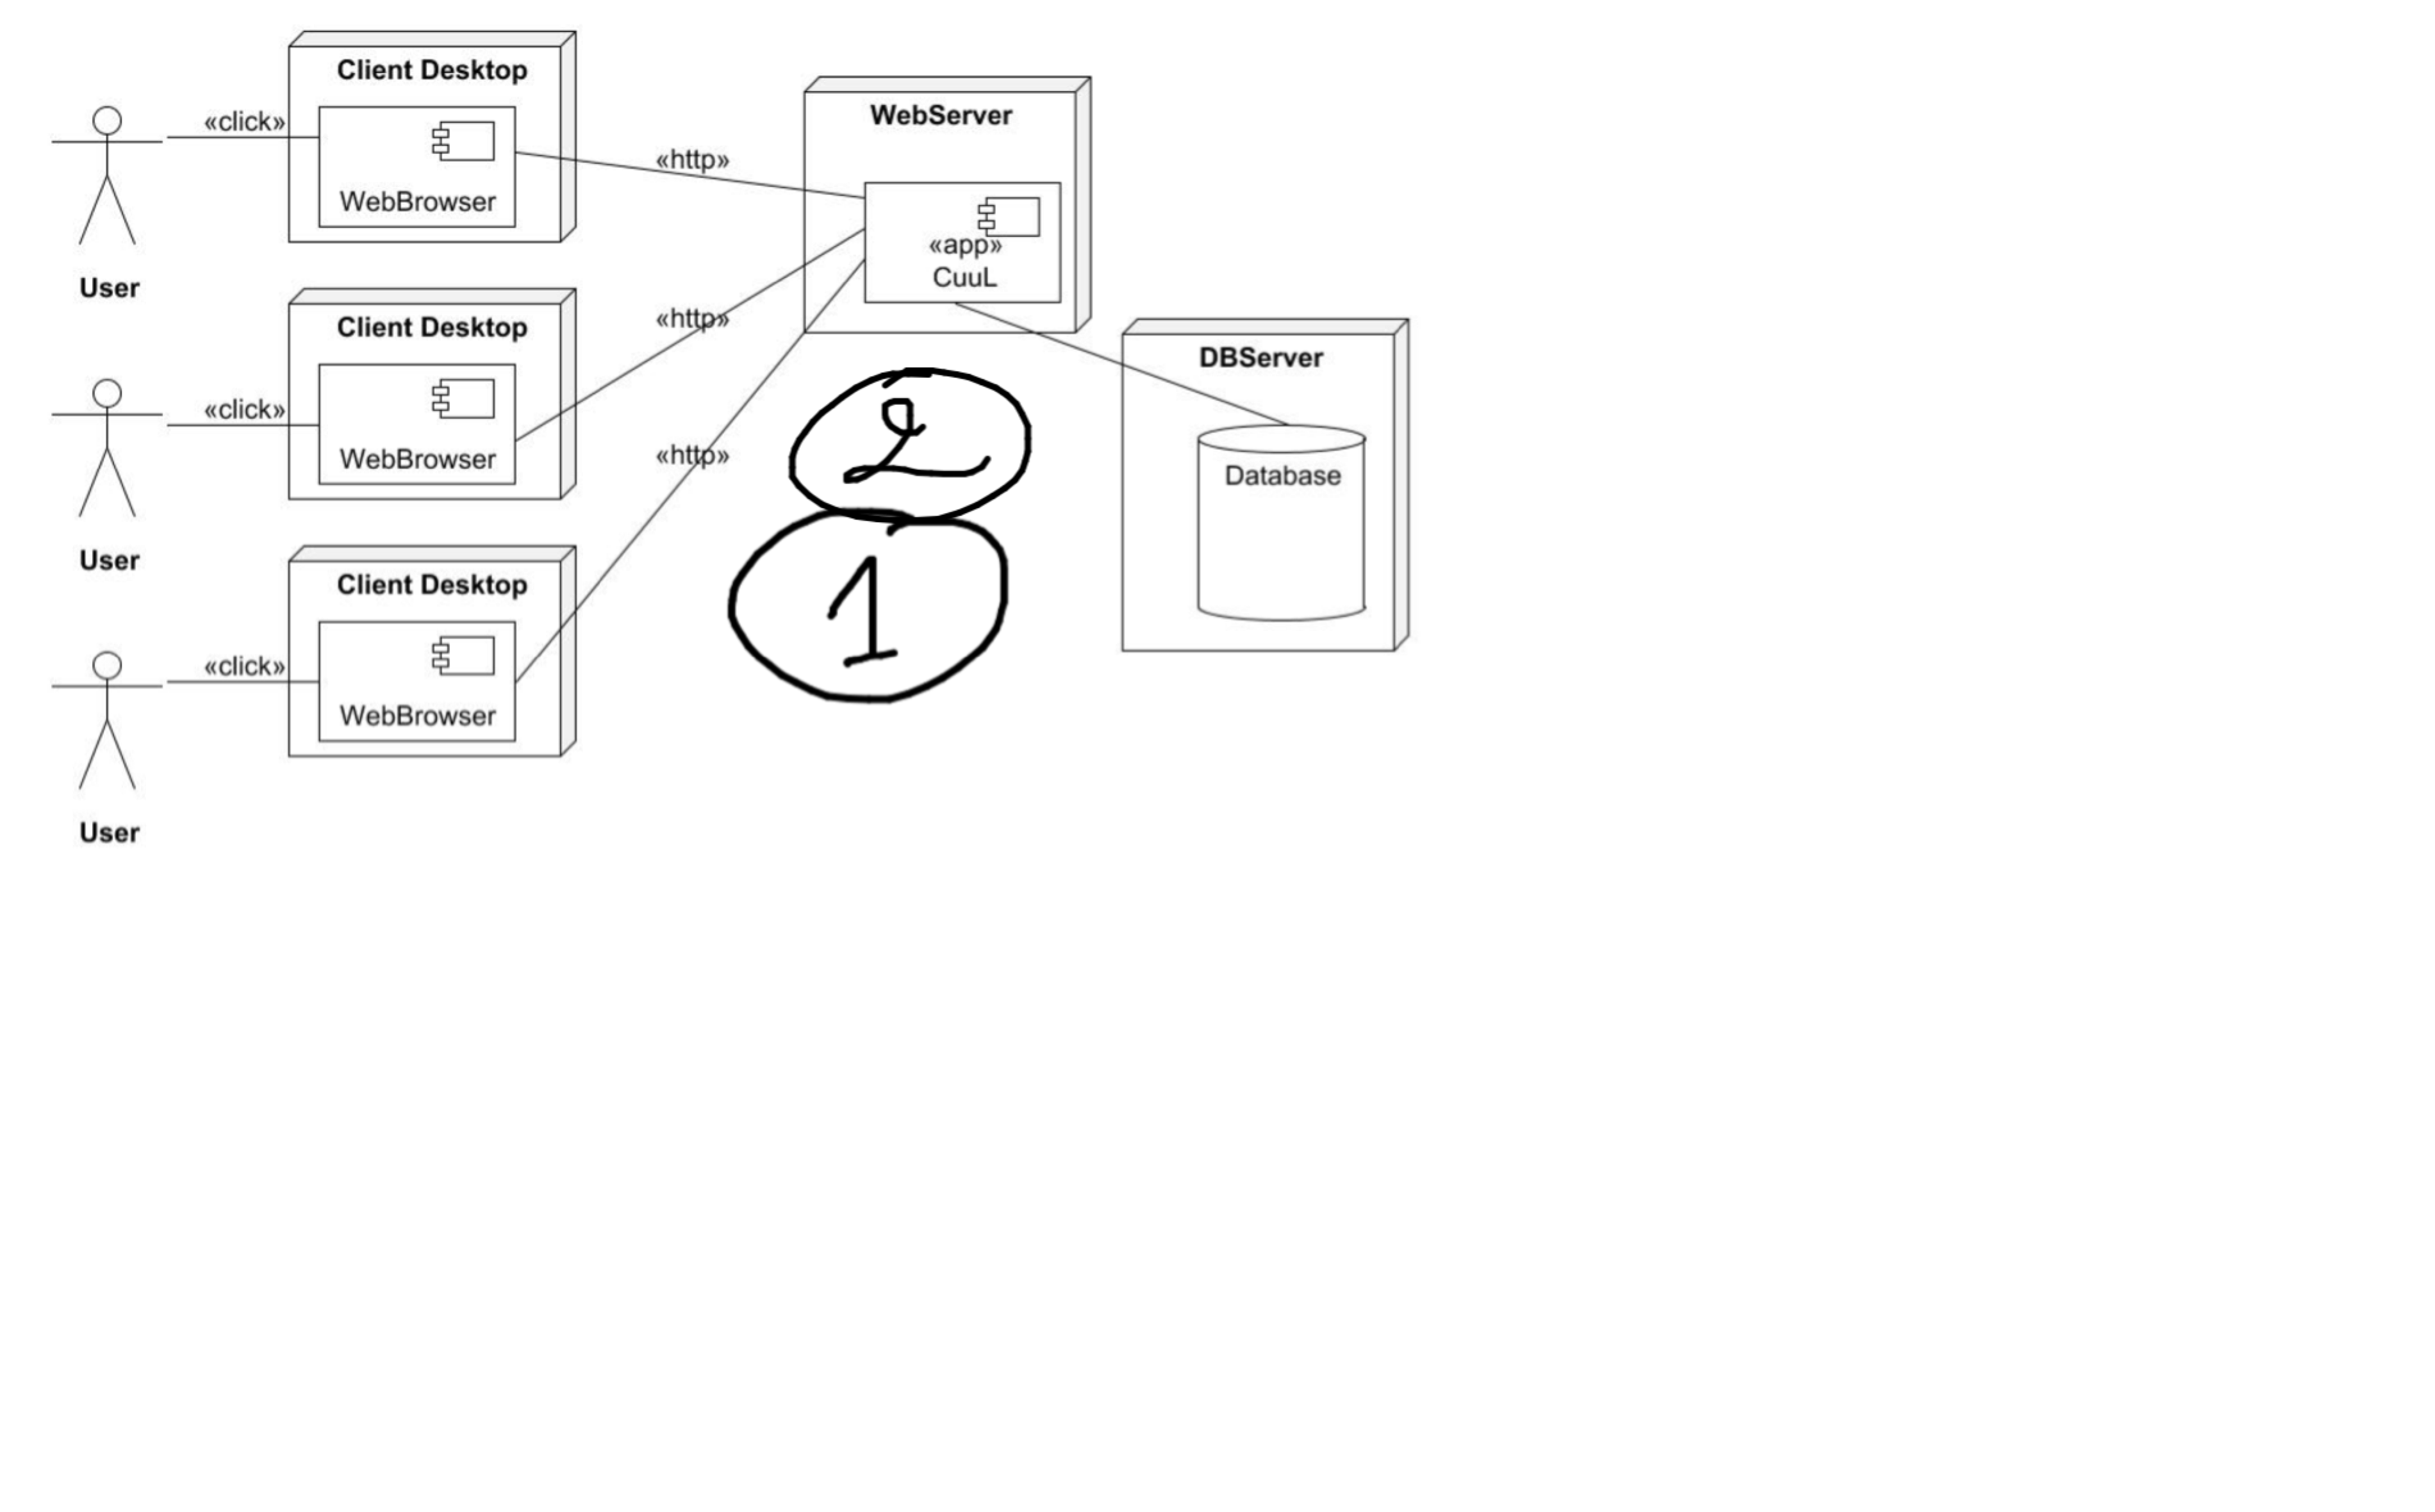 Client Desktop
«click»
WebBrowser
User
«http»
Client Desktop
«click»
WebBrowser
User
«http»
Client Desktop
«click»
WebBrowser
User
«http»
WebServer
«app»
CuuL
2
1
DBServer
Database